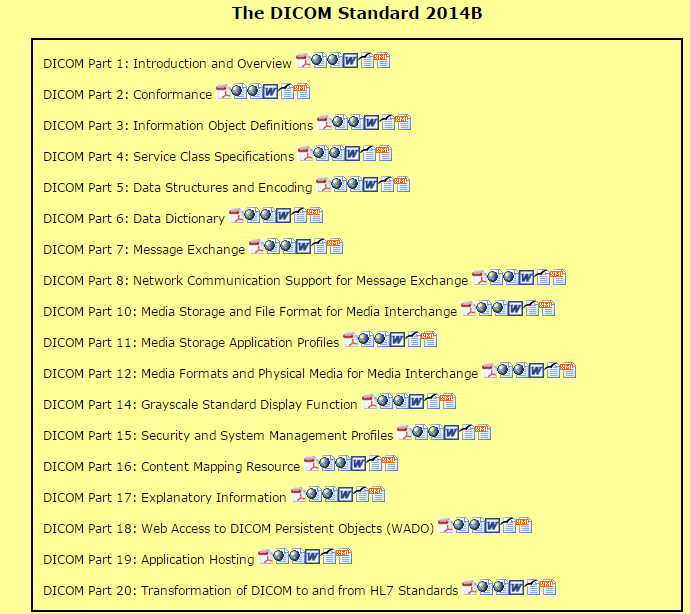 The DICOM Standard 2014B
DICOM Part 1: Introduction and Overview
DICOM Part 2: Conformance
DICOM Part 3: Information Object Definitions
DICOM Part 4: Service Class Specifications
DICOM Part 5: Data Structures and Encoding
DICOM Part 6: Data Dictionary
DICOM Part 7: Message Exchange
DICOM Part 8: Network Communication Support for Message Exchange
DICOM Part 10: Media Storage and File Format for Media Interchange
DICOM Part 11: Media Storage Application Profiles
DICOM Part 12: Media Formats and Physical Media for Media Interchange
DICOM Part 14: Grayscale Standard Display Function
DICOM Part 15: Security and System Management Profiles
DICOM Part 16: Content Mapping Resource
DICOM Part 17: Explanatory Information
DICOM Part 18: Web Access to DICOM Persistent Objects (WADO)
DICOM Part 19: Application Hosting
DICOM Part 20: Transformation of DICOM to and from HL7 Standards